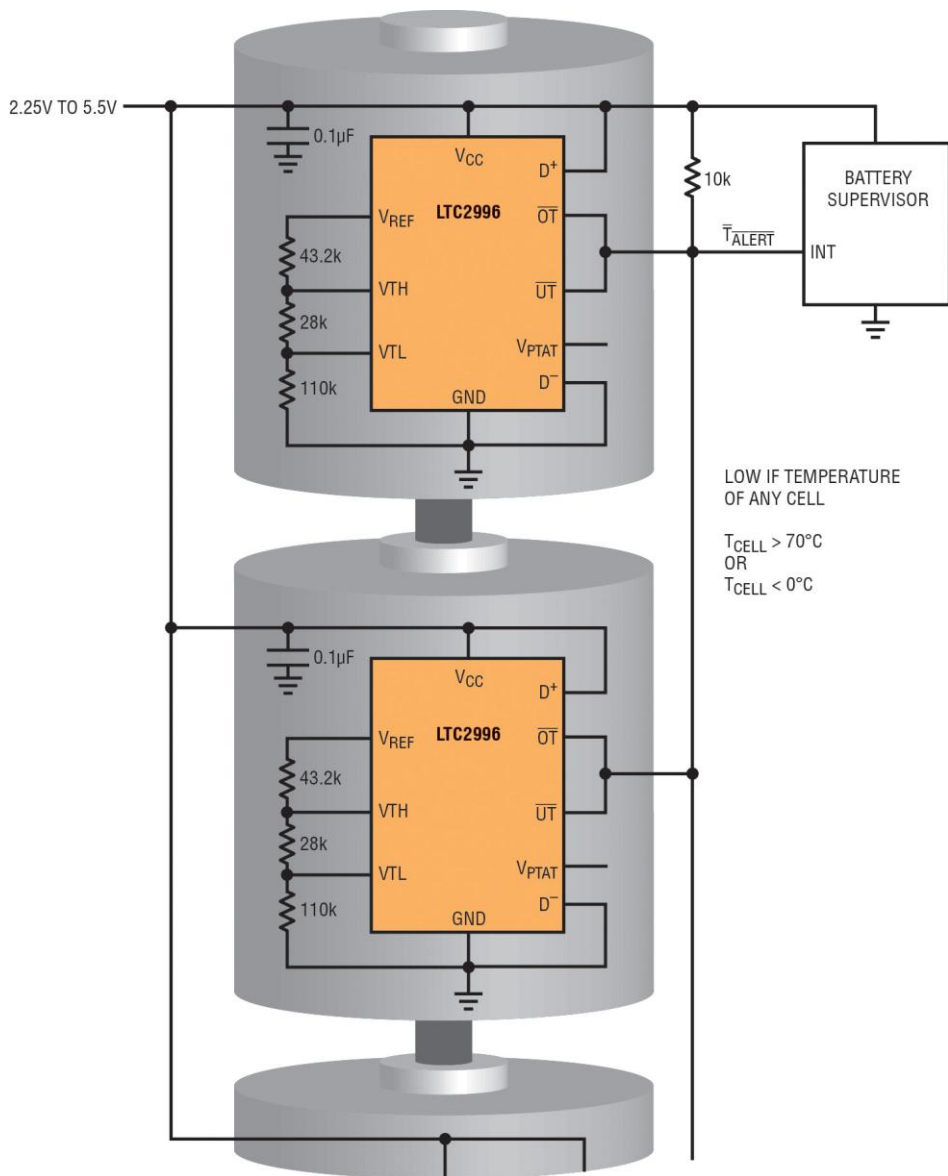 2.25V TO 5.5V
0.1µF
VCC
D+
LTC2996
VREF
OT
43.2k
VTH
UT
28k
VTL
VPTAT
110k
D−
GND
10k
BATTERY
SUPERVISOR
TALERT
INT
LOW IF TEMPERATURE
OF ANY CELL
TCELL > 70°C
OR
TCELL < 0°C
0.1µF
VCC
D+
LTC2996
VREF
OT
43.2k
VTH
UT
28k
VTL
VPTAT
110k
D−
GND